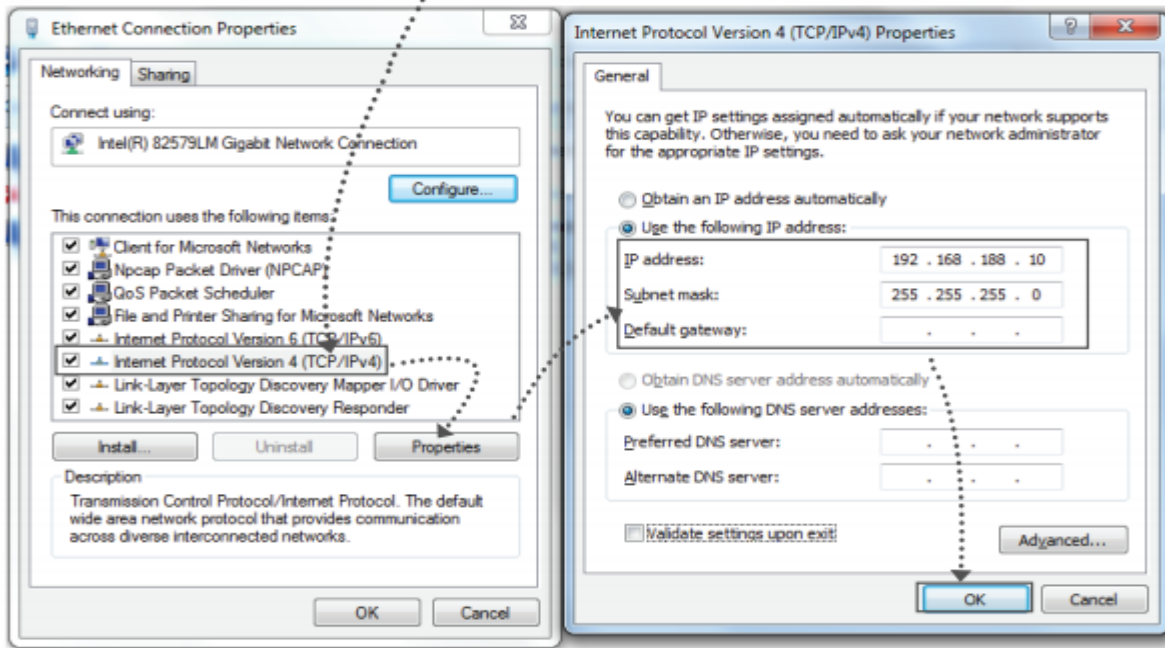 Ethernet Connection Properties
Networking
Sharing
Connect using:
Intel(R) 82579LM Gigabit Network Connection
Configure...
This connection uses the following items:
Client for Microsoft Networks
Npcap Packet Driver (NPCAP)
QoS Packet Scheduler
File and Printer Sharing for Microsoft Networks
Internet Protocol Version 6 (TCP/IPv6)
Internet Protocol Version 4 (TCP/IPv4)
Link-Layer Topology Discovery Mapper I/O Driver
Link-Layer Topology Discovery Responder
Install...
Uninstall
Properties
Description
Transmission Control Protocol/Internet Protocol. The default
wide area network protocol that provides communication
across diverse interconnected networks.
OK
Cancel
Internet Protocol Version 4 (TCP/IPv4) Properties
General
You can get IP settings assigned automatically if your network supports
this capability. Otherwise, you need to ask your network administrator
for the appropriate IP settings.
Obtain an IP address automatically
Use the following IP address:
IP address: 192 . 168 . 188 . 10
Subnet mask: 255 . 255 . 255 . 0
Default gateway: . . .
Obtain DNS server address automatically
Use the following DNS server addresses:
Preferred DNS server: . . .
Alternate DNS server: . . .
Validate settings upon exit
Advanced...
OK
Cancel